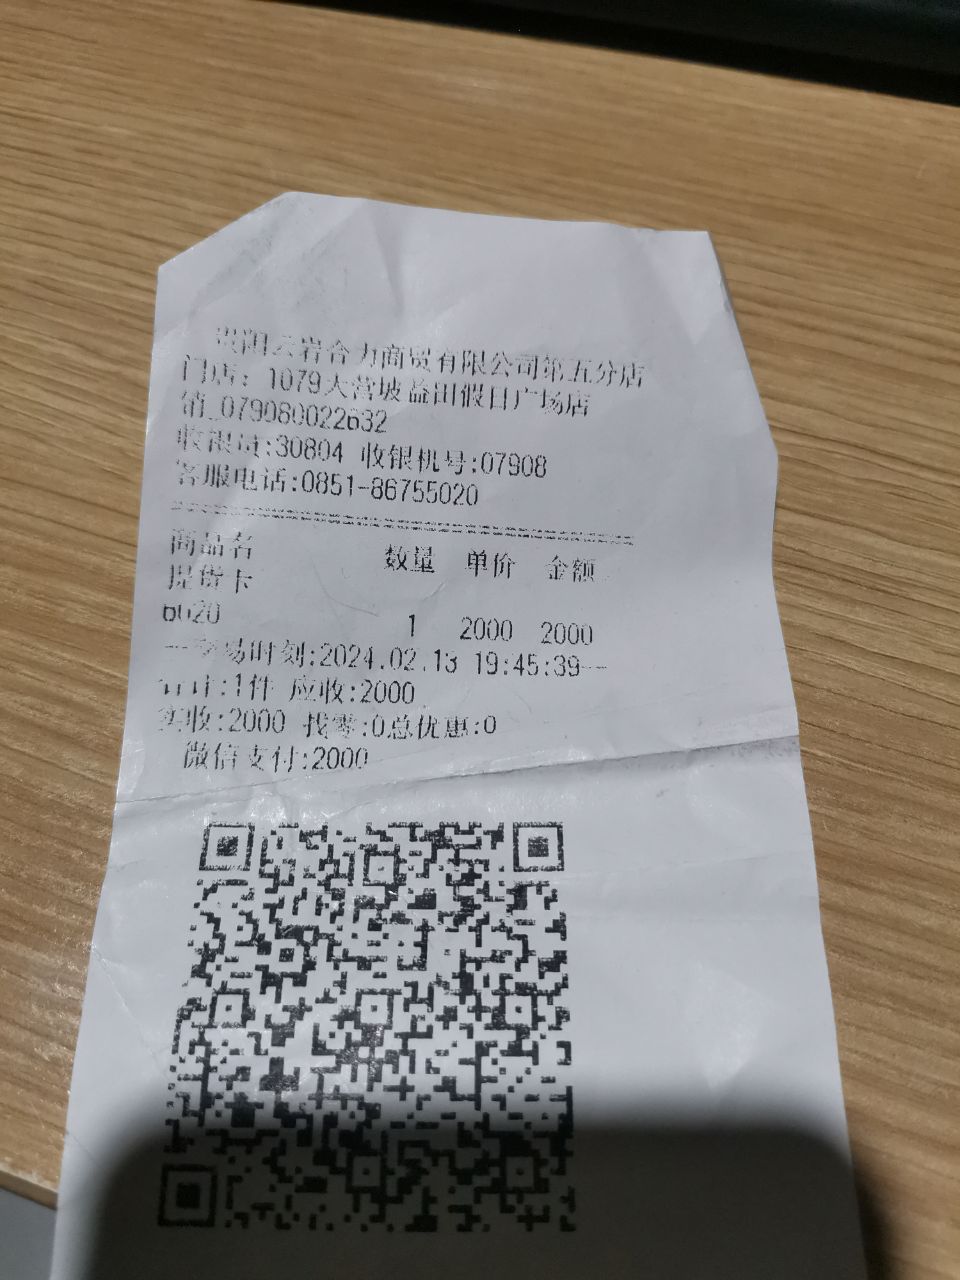 贵阳云岩合力商贸有限公司第五分店
门店: 1079大营坡益田假日广场店
销_079080022632
收银员:30804 收银机号:07908
客服电话:0851-86755020
商品名 数量 单价 金额
提货卡
6620
1 2000 2000
--交易时刻:2024.02.13 19:45:39--
合计:1件 应收:2000
实收:2000 找零:0总优惠:0
微信支付:2000